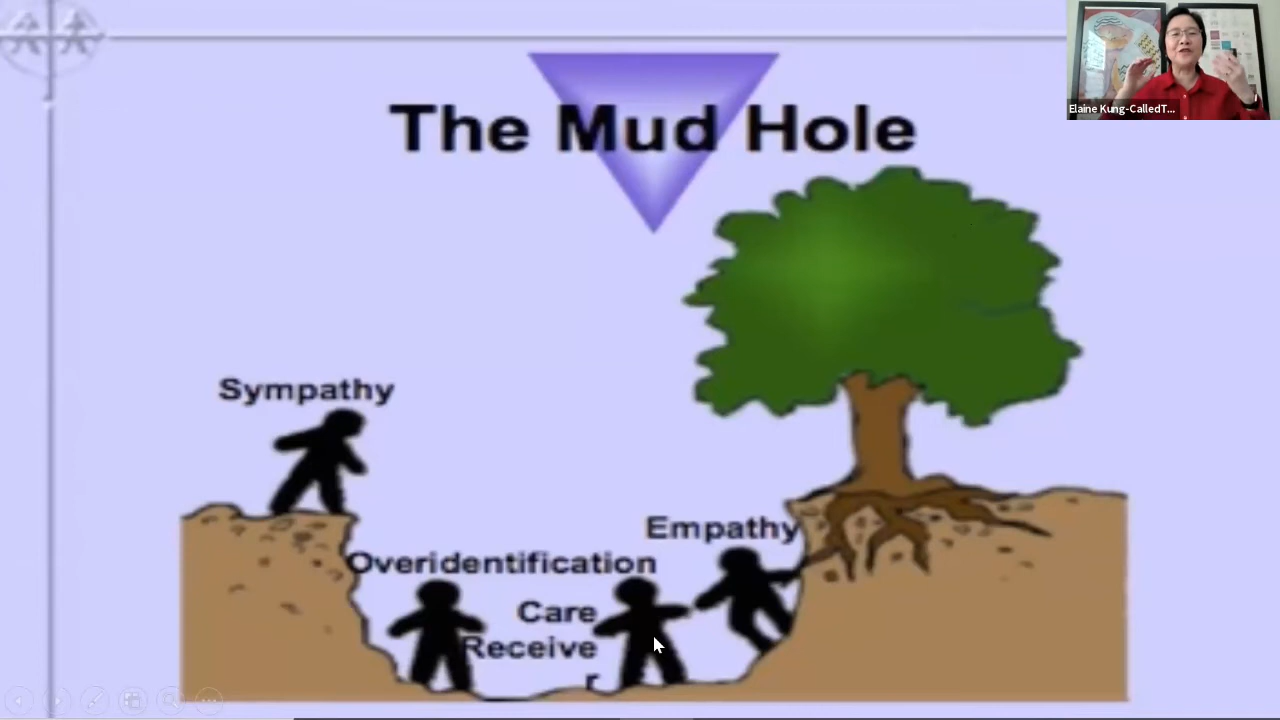 The Mud Hole
Elaine Kung-CalledT...
Sympathy
Empathy
Overidentification
Care
Receive
r